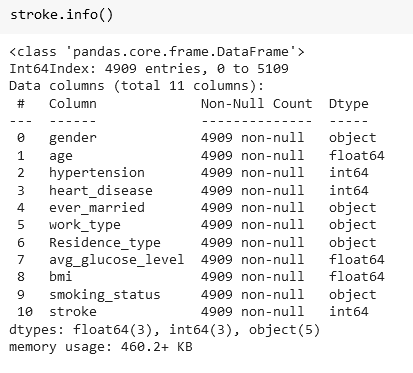 stroke.info()
<class 'pandas.core.frame.DataFrame'>
Int64Index: 4909 entries, 0 to 5109
Data columns (total 11 columns):
 #   Column             Non-Null Count  Dtype
---  ------             --------------  -----
 0   gender             4909 non-null   object
 1   age                4909 non-null   float64
 2   hypertension       4909 non-null   int64
 3   heart_disease      4909 non-null   int64
 4   ever_married       4909 non-null   object
 5   work_type          4909 non-null   object
 6   Residence_type     4909 non-null   object
 7   avg_glucose_level  4909 non-null   float64
 8   bmi                4909 non-null   float64
 9   smoking_status     4909 non-null   object
 10  stroke             4909 non-null   int64
dtypes: float64(3), int64(3), object(5)
memory usage: 460.2+ KB